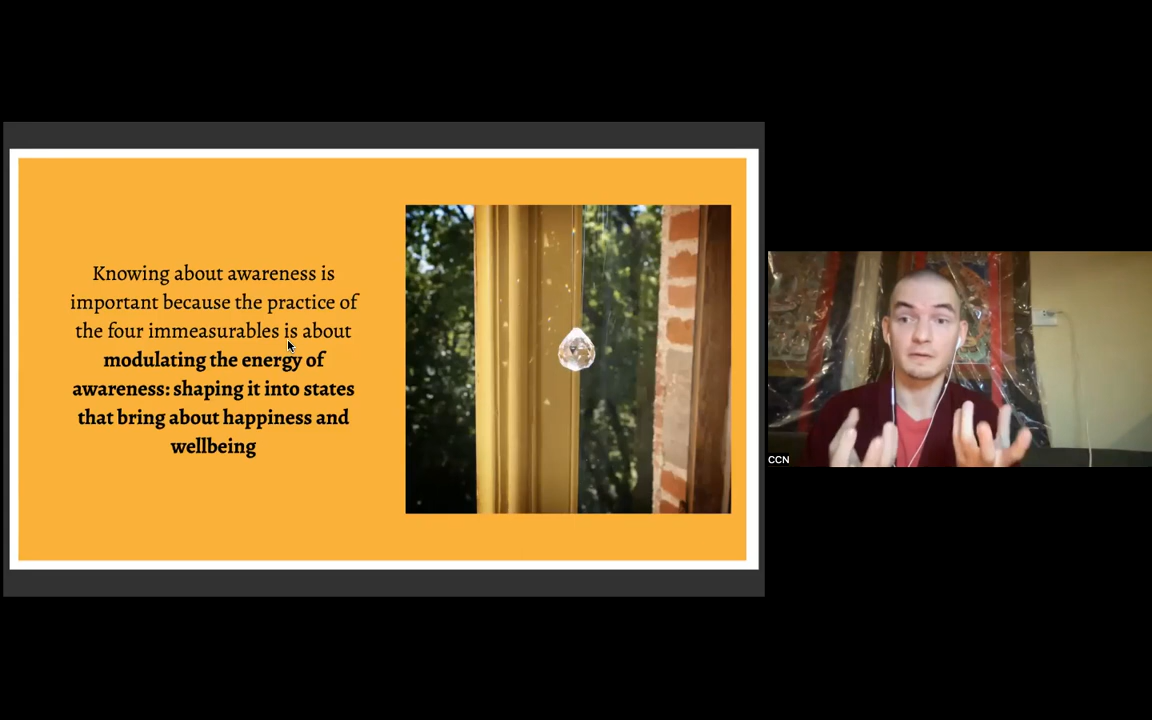 Knowing about awareness is
important because the practice of
the four immeasurables is about
modulating the energy of
awareness: shaping it into states
that bring about happiness and
wellbeing
CCN